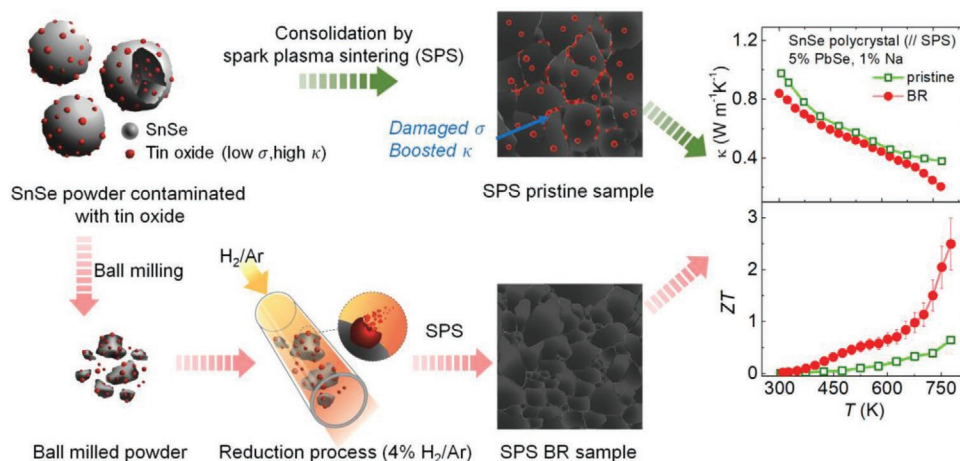 Consolidation by
spark plasma sintering (SPS)
SnSe
Tin oxide (low σ,high κ)
Damaged σ
Boosted κ
SnSe powder contaminated
with tin oxide
SPS pristine sample
Ball milling
H₂/Ar
SPS
Ball milled powder
Reduction process (4% H₂/Ar)
SPS BR sample
SnSe polycrystal (// SPS)
5% PbSe, 1% Na
pristine
BR
κ (W m⁻¹K⁻¹)
1.2
0.8
0.4
ZT
3
2
1
0
300 450 600 750
T (K)